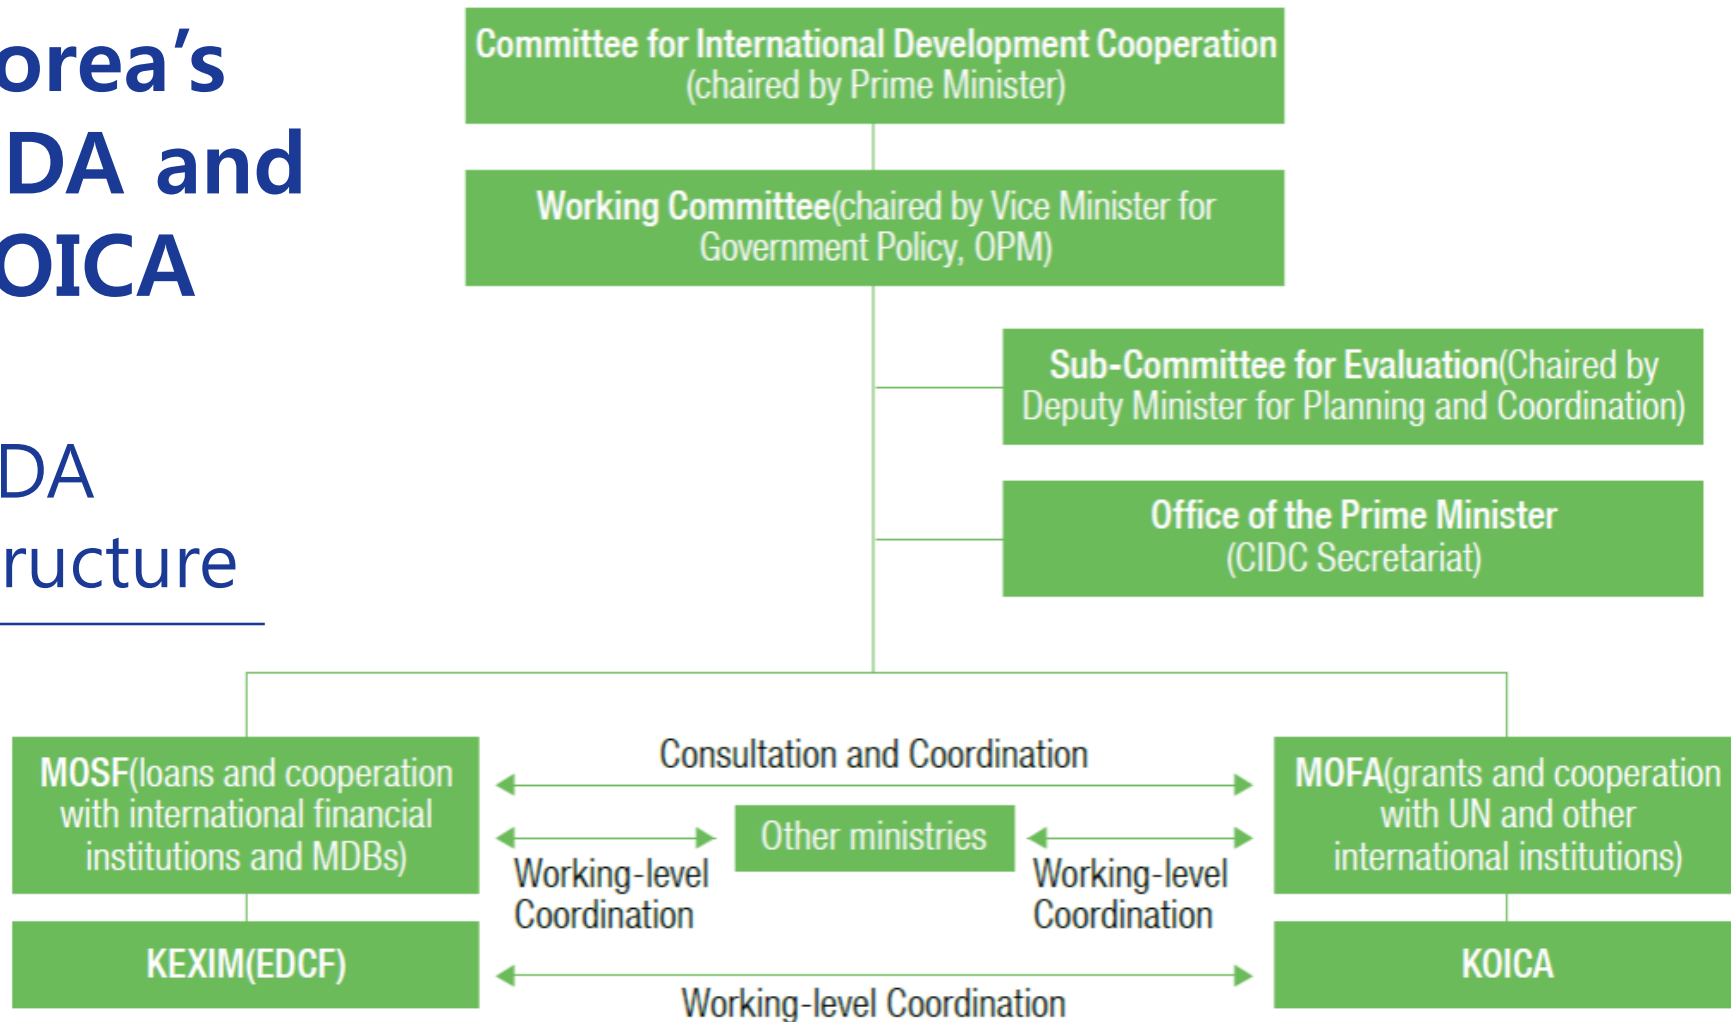 orea’s
DA and
OICA
DA
ructure
Committee for International Development Cooperation
(chaired by Prime Minister)
Working Committee(chaired by Vice Minister for
Government Policy, OPM)
Sub-Committee for Evaluation(Chaired by
Deputy Minister for Planning and Coordination)
Office of the Prime Minister
(CIDC Secretariat)
MOSF(loans and cooperation
with international financial
institutions and MDBs)
Consultation and Coordination
Other ministries
Working-level
Coordination
Working-level
Coordination
MOFA(grants and cooperation
with UN and other
international institutions)
KEXIM(EDCF)
Working-level Coordination
KOICA